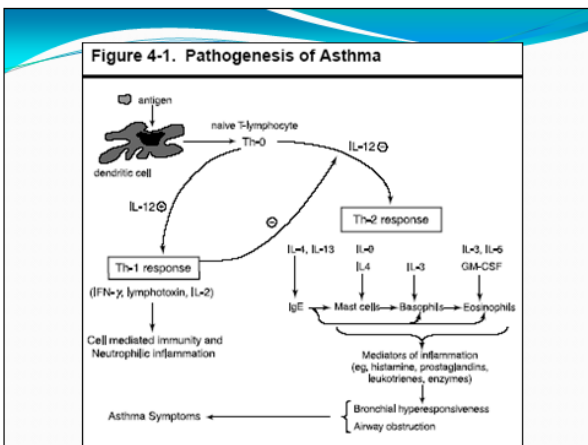 Figure 4-1. Pathogenesis of Asthma
antigen
naive T-lymphocyte
Th-0
dendritic cell
IL-12 ⊖
IL-12 ⊕
⊖
Th-2 response
Th-1 response
(IFN-γ, lymphotoxin, IL-2)
Cell mediated immunity and
Neutrophilic inflammation
IL-4, IL-13
IL-9
IL4
IL-3
IL-3, IL-5
GM-CSF
IgE
Mast cells
Basophils
Eosinophils
Mediators of inflammation
(eg, histamine, prostaglandins,
leukotrienes, enzymes)
Bronchial hyperresponsiveness
Airway obstruction
Asthma Symptoms